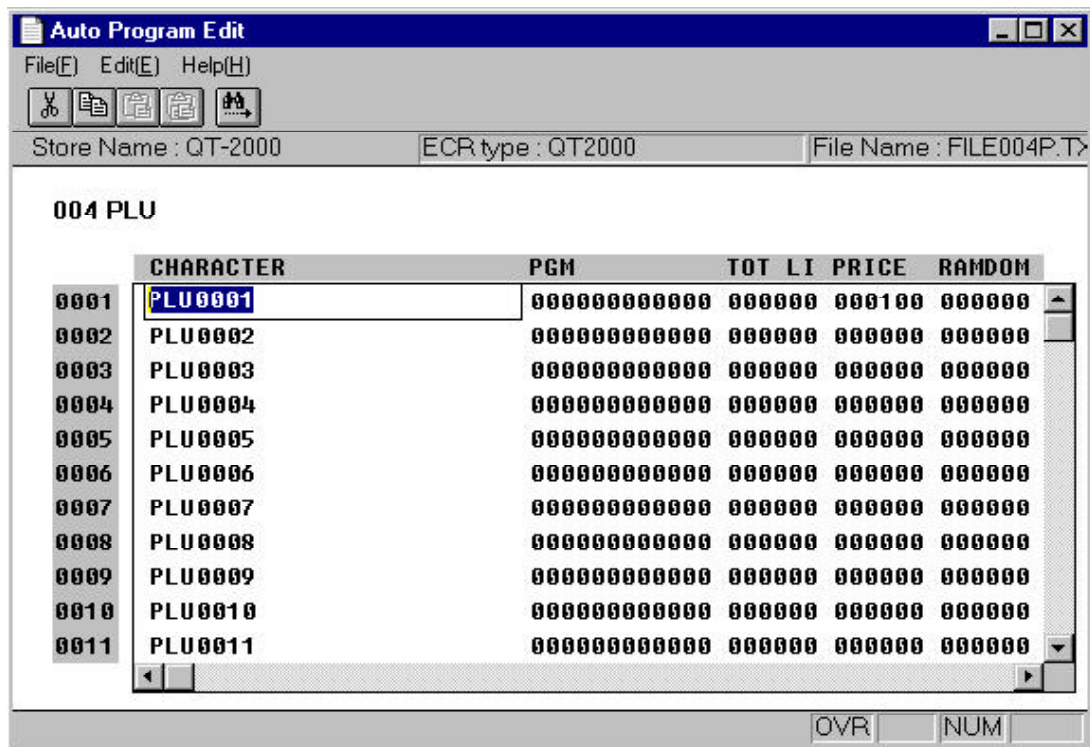 Auto Program Edit
File(F) Edit(E) Help(H)
Store Name : QT-2000 ECR type : QT2000 File Name : FILE004P.TX
004 PLU
CHARACTER PGM TOT LI PRICE RAMDOM
0001 PLU0001 000000000000 000000 000100 000000
0002 PLU0002 000000000000 000000 000000 000000
0003 PLU0003 000000000000 000000 000000 000000
0004 PLU0004 000000000000 000000 000000 000000
0005 PLU0005 000000000000 000000 000000 000000
0006 PLU0006 000000000000 000000 000000 000000
0007 PLU0007 000000000000 000000 000000 000000
0008 PLU0008 000000000000 000000 000000 000000
0009 PLU0009 000000000000 000000 000000 000000
0010 PLU0010 000000000000 000000 000000 000000
0011 PLU0011 000000000000 000000 000000 000000
OVR NUM